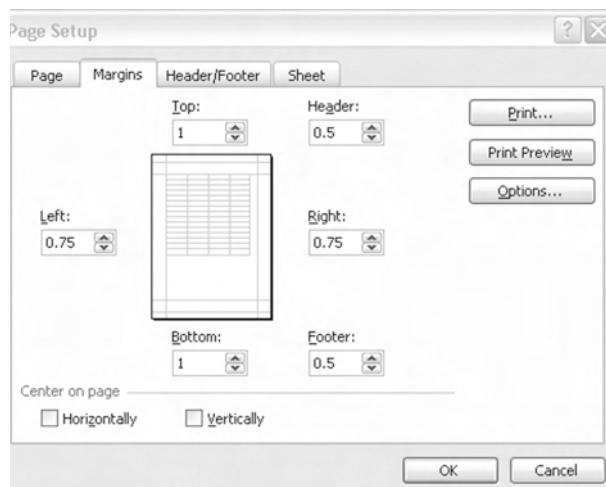 Page Setup
Page Margins Header/Footer Sheet
Top: Header:
1 0.5
Print...
Print Preview
Options...
Left: Right:
0.75 0.75
Bottom: Footer:
1 0.5
Center on page
Horizontally Vertically
OK Cancel